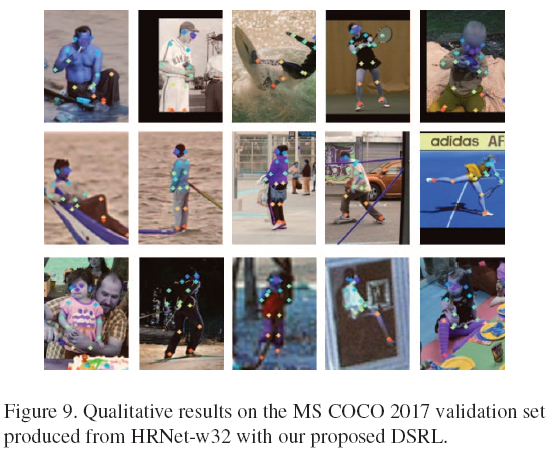 adidas AF
Figure 9. Qualitative results on the MS COCO 2017 validation set
produced from HRNet-w32 with our proposed DSRL.